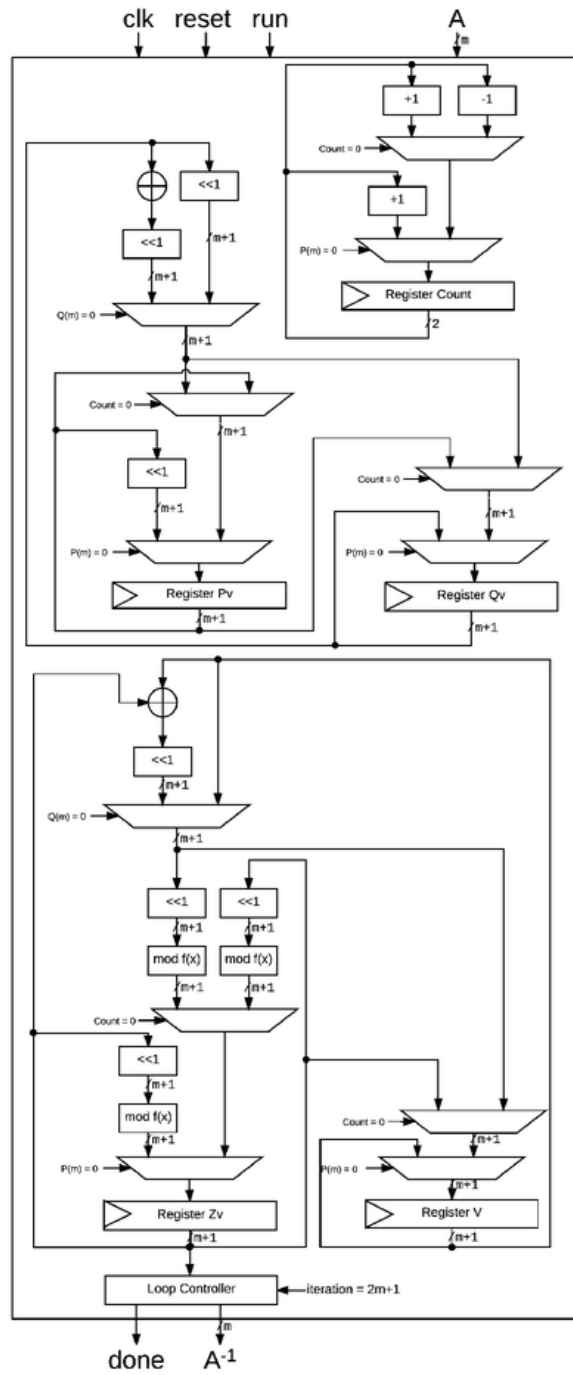 clk reset run A
m
+1 -1
Count = 0
<<1
+1
<<1
m+1
m+1
P(m) = 0
Register Count
Q(m) = 0
2
m+1
Count = 0
m+1
<<1
Count = 0
m+1
m+1
P(m) = 0
P(m) = 0
Register Pv
Register Qv
m+1
m+1
<<1
m+1
Q(m) = 0
m+1
<<1 <<1
m+1 m+1
mod f(x) mod f(x)
m+1 m+1
Count = 0
<<1
m+1
mod f(x)
Count = 0
m+1
m+1
P(m) = 0
P(m) = 0
m+1
Register Zv
Register V
m+1
m+1
Loop Controller
iteration = 2m+1
m
done A-1